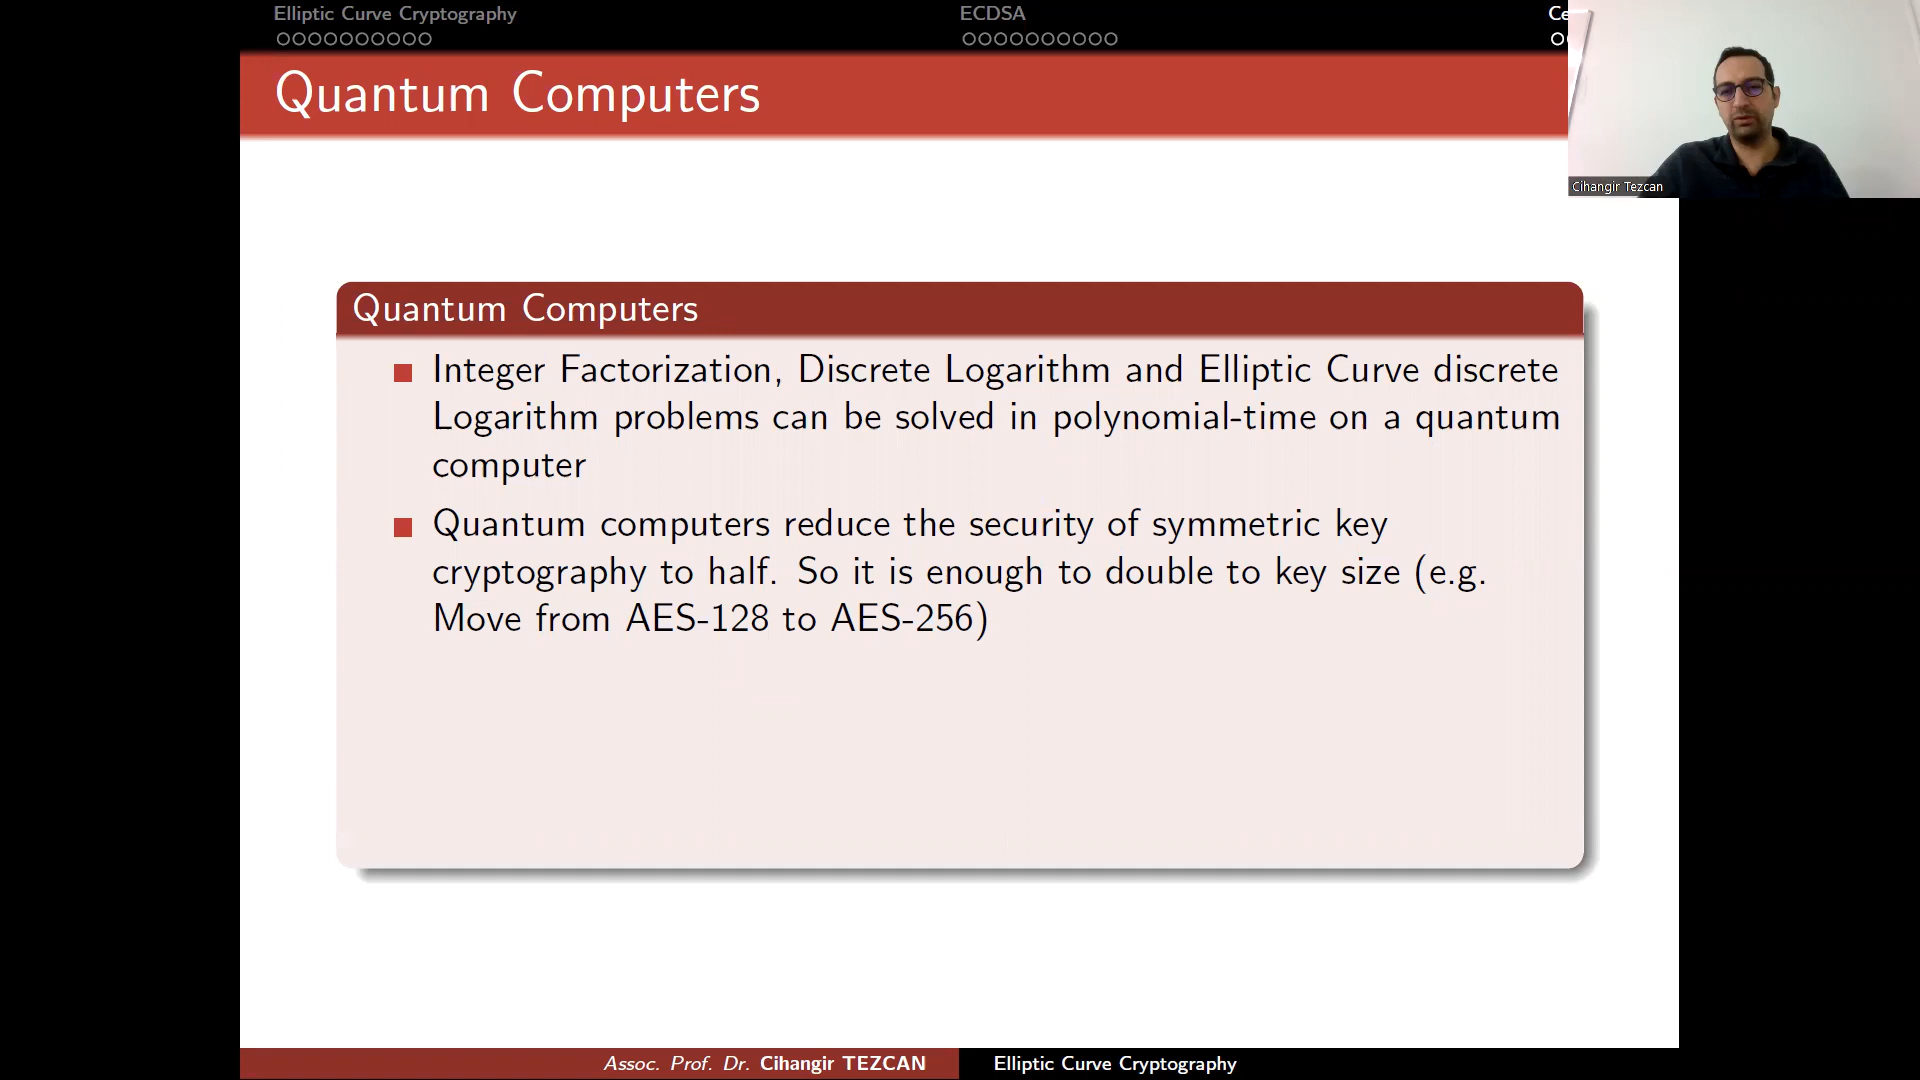 Elliptic Curve Cryptography
ECDSA
Quantum Computers
Cihangir Tezcan
Quantum Computers
Integer Factorization, Discrete Logarithm and Elliptic Curve discrete
Logarithm problems can be solved in polynomial-time on a quantum
computer
Quantum computers reduce the security of symmetric key
cryptography to half. So it is enough to double to key size (e.g.
Move from AES-128 to AES-256)
Assoc. Prof. Dr. Cihangir TEZCAN
Elliptic Curve Cryptography